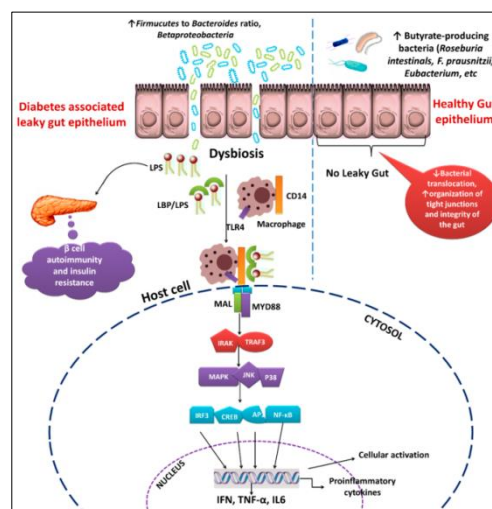 ↑Firmucutes to Bacteroides ratio,
Betaproteobacteria)
↑ Butyrate-producing
bacteria (Roseburia
intestinals, F. prausnitzii,
Eubacterium, etc
Diabetes associated
leaky gut epithelium
Healthy Gu
epithelium
Dysbiosis
No Leaky Gut
LPS
LBP/LPS
CD14
Macrophage
TLR4
↓Bacterial
translocation,
↑organization of
tight junctions
and integrity of
the gut
β cell
autoimmunity
and insulin
resistance
Host cell
MAL
MYD88
CYTOSOL
IRAK
TRAF3
MAPK
JNK
P38
IRF3
CREB
AP1
NF-κB
NUCLEUS
Cellular activation
Proinflammatory
cytokines
IFN, TNF-α, IL6